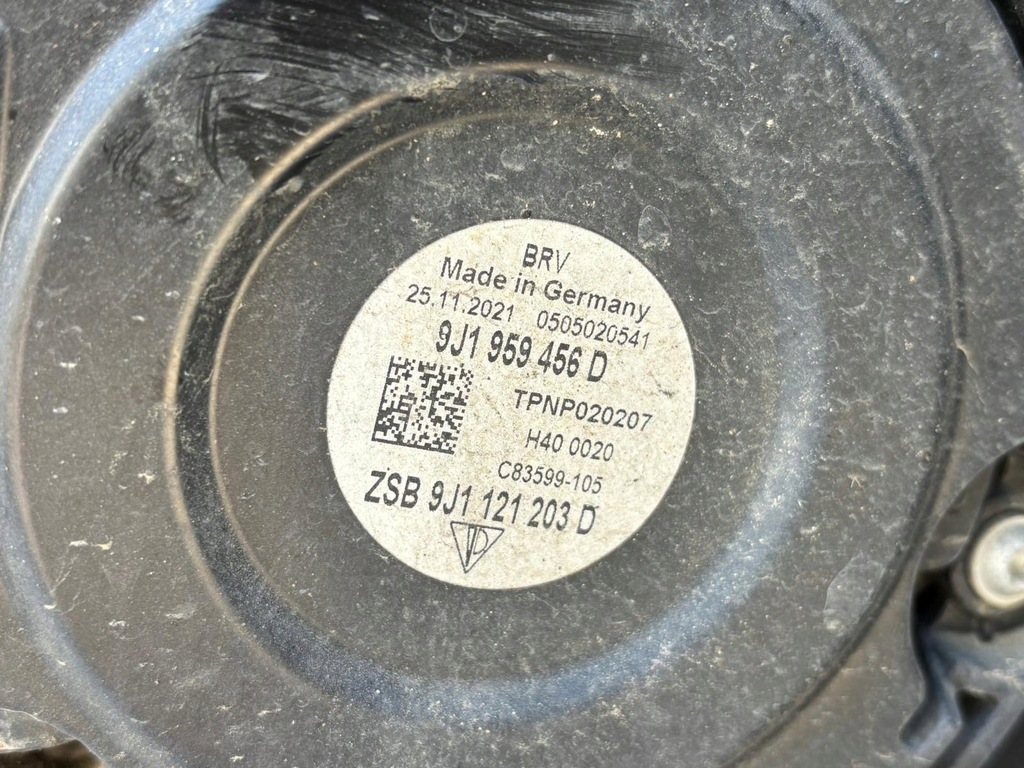 BRV
Made in Germany
25.11.2021 0505020541
9J1 959 456 D
TPNP020207
H40 0020
C83599-105
ZSB 9J1 121 203 D